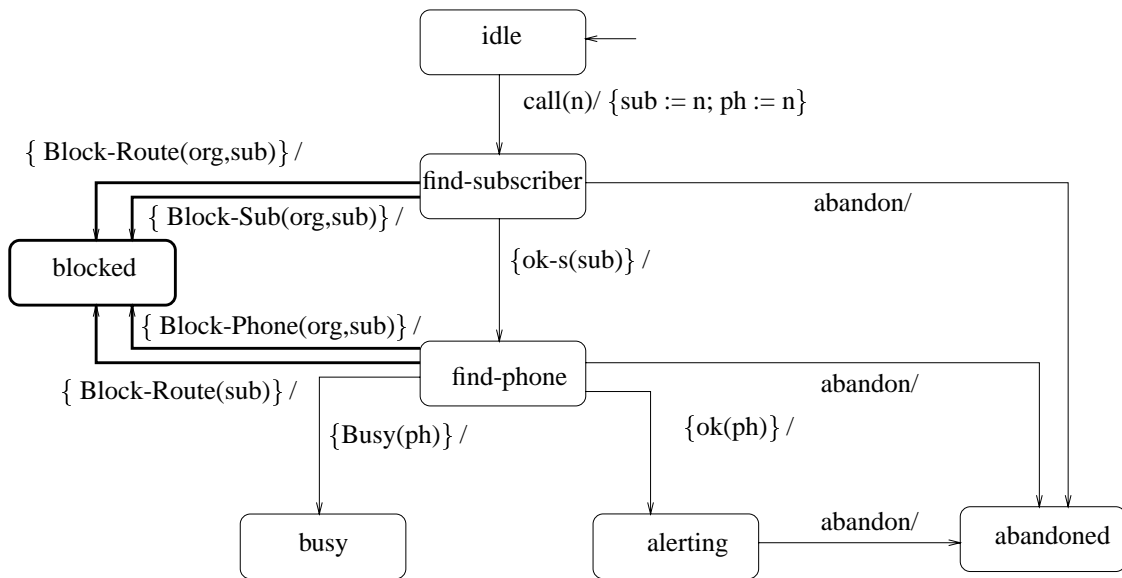 idle
call(n)/ {sub := n; ph := n}
{ Block-Route(org,sub)} /
find-subscriber
abandon/
{ Block-Sub(org,sub)} /
blocked
{ok-s(sub)} /
{ Block-Phone(org,sub)} /
find-phone
{ Block-Route(sub)} /
abandon/
{Busy(ph)} /
{ok(ph)} /
busy
alerting
abandon/
abandoned